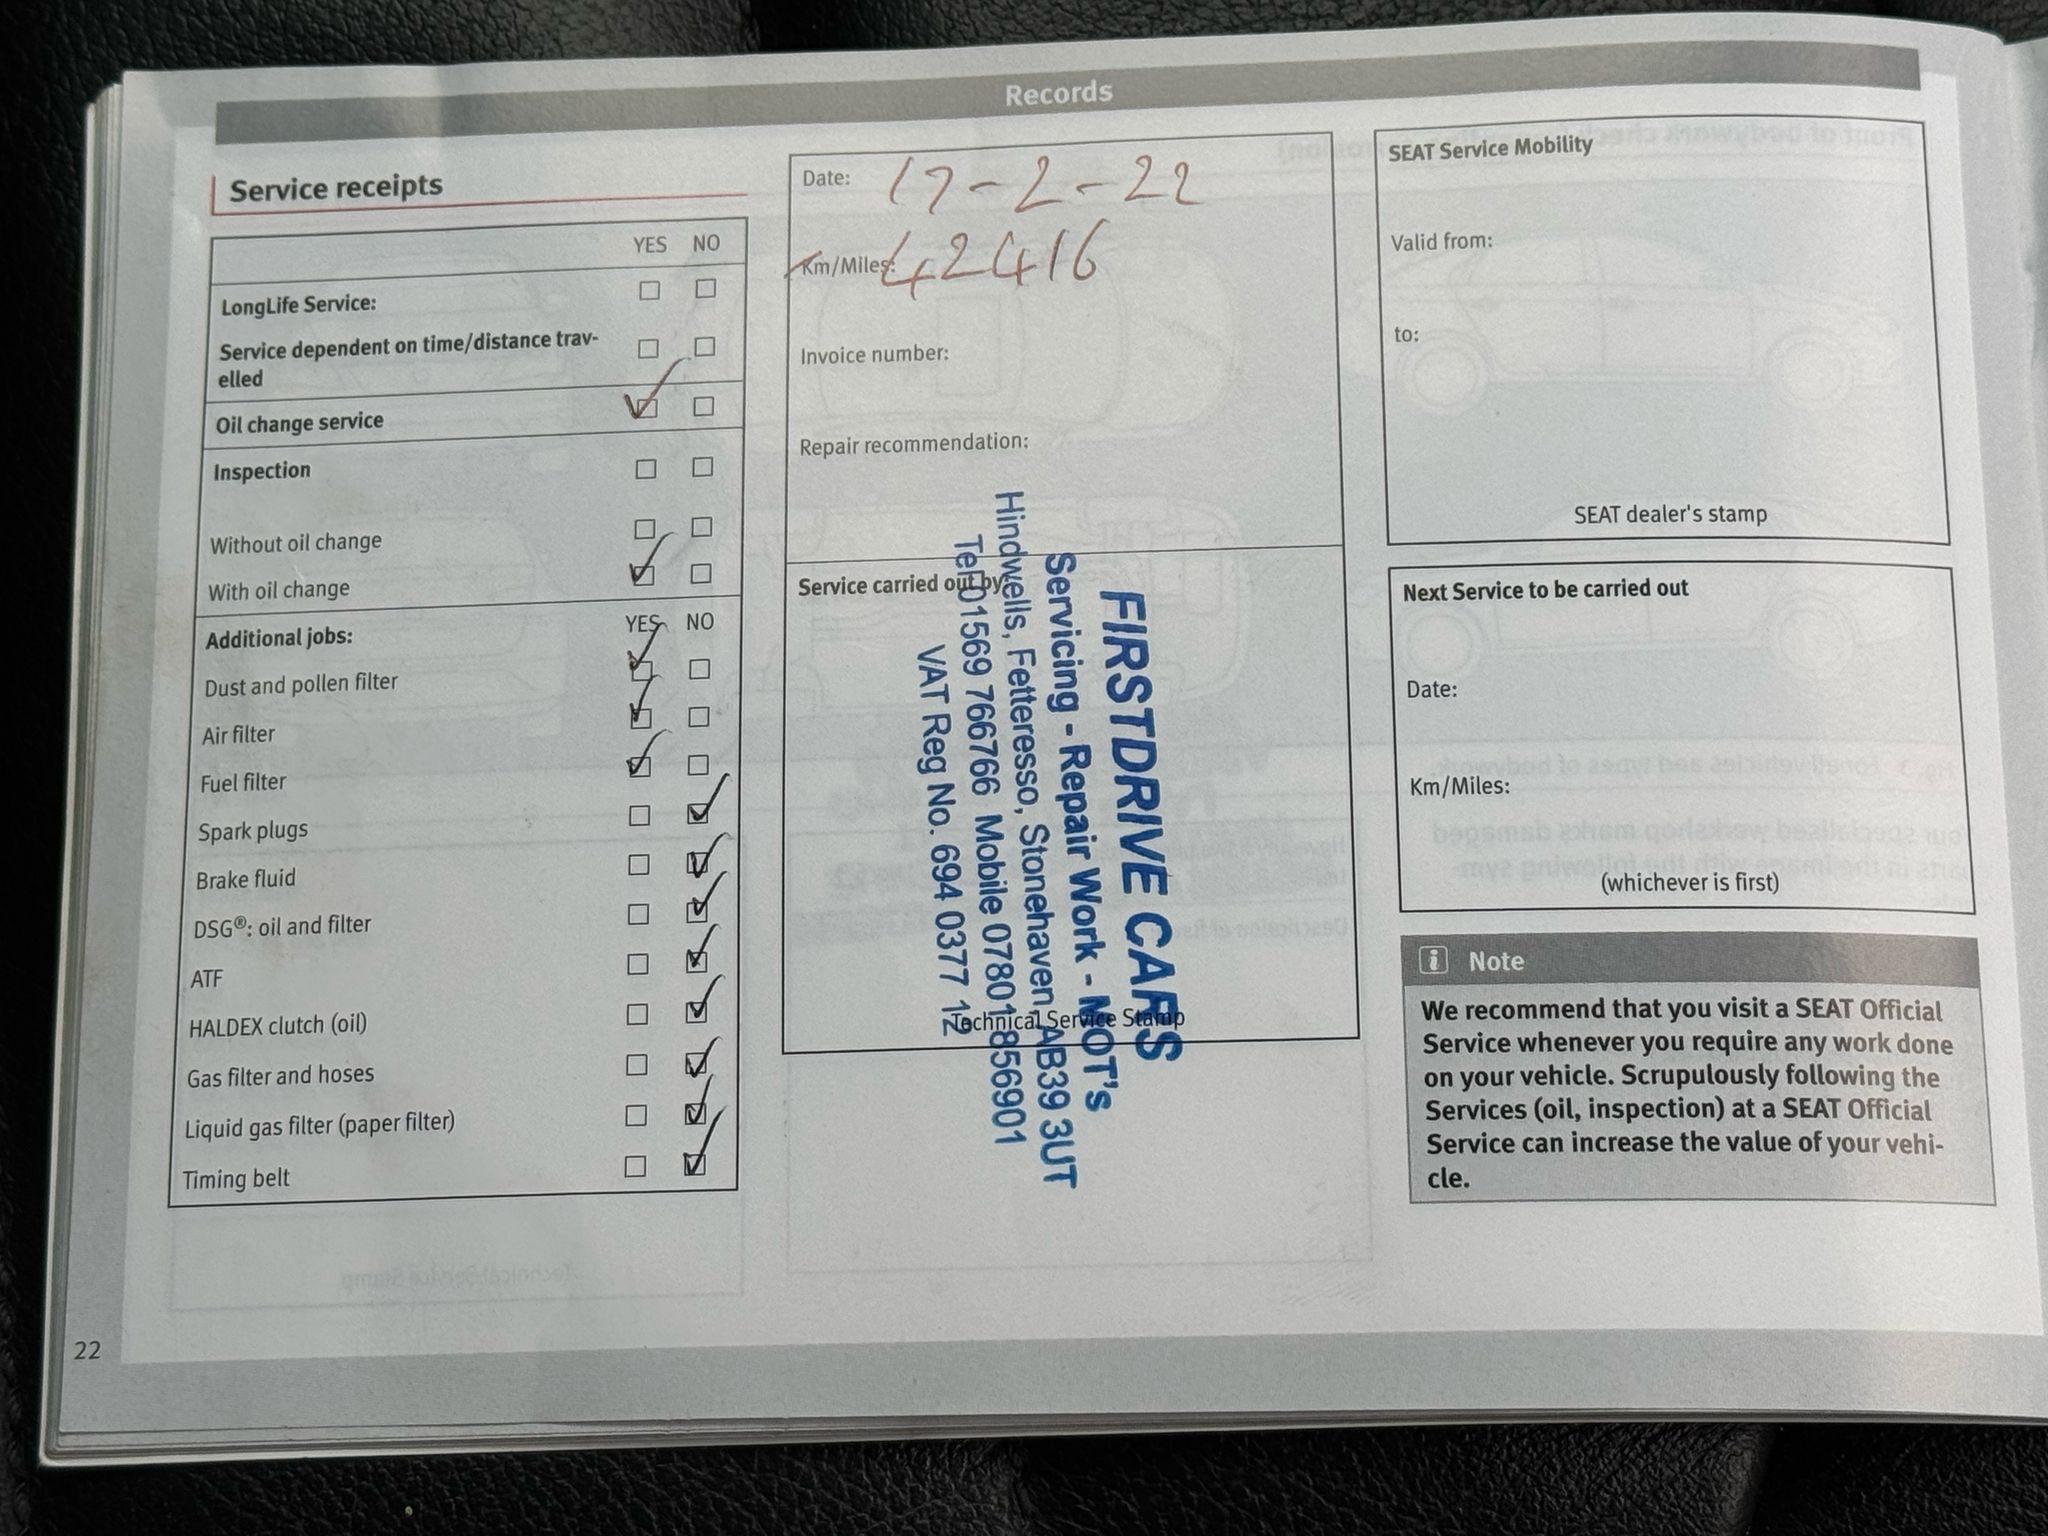 Records
Service receipts
YES NO
LongLife Service:
Service dependent on time/distance trav-
elled
Oil change service
Inspection
Without oil change
With oil change
Additional jobs: YES NO
Dust and pollen filter
Air filter
Fuel filter
Spark plugs
Brake fluid
DSG®: oil and filter
ATF
HALDEX clutch (oil)
Gas filter and hoses
Liquid gas filter (paper filter)
Timing belt
Date: 17-2-22
Km/Miles: 42416
Invoice number:
Repair recommendation:
Service carried out by
FIRSTDRIVE CARS
Servicing - Repair Work - MOT's
Hindwells, Fetteresso, Stonehaven, AB39 3UT
Tel 01569 766766 Mobile 07801 856901
VAT Reg No. 694 0377 12
Technical Service Stamp
SEAT Service Mobility
Valid from:
to:
SEAT dealer's stamp
Next Service to be carried out
Date:
Km/Miles:
(whichever is first)
i Note
We recommend that you visit a SEAT Official
Service whenever you require any work done
on your vehicle. Scrupulously following the
Services (oil, inspection) at a SEAT Official
Service can increase the value of your vehi-
cle.
22